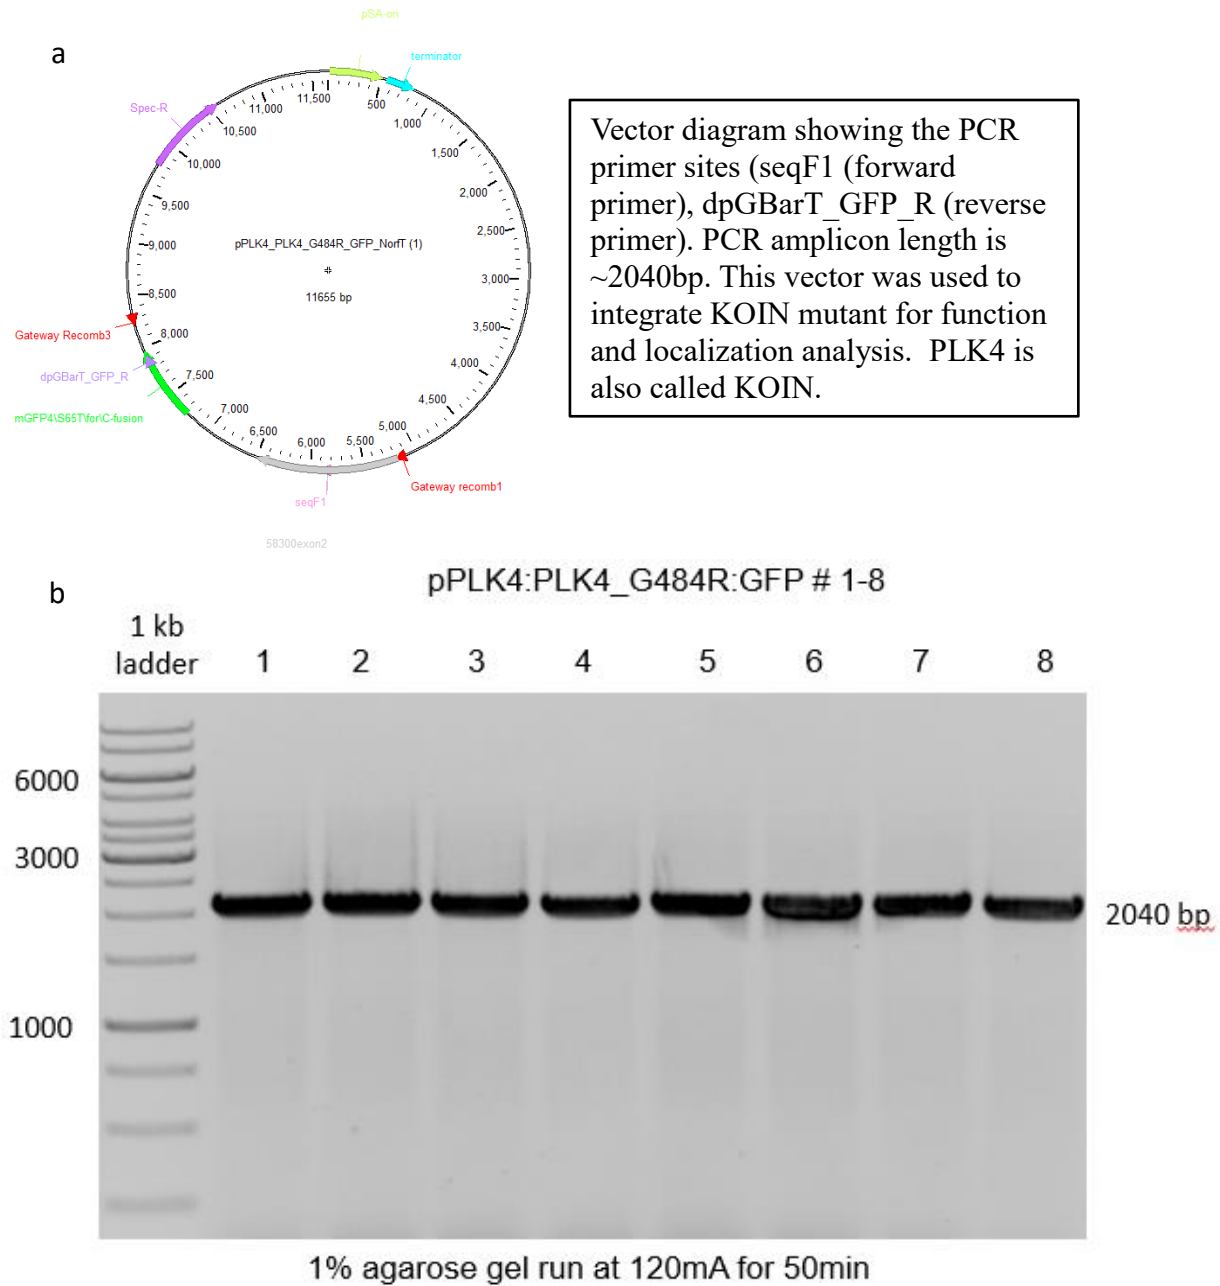 a
pSA-ori
terminator
Spec-R
11,500
500
11,000
1,000
10,500
1,500
10,000
2,000
9,500
2,500
9,000
pPLK4_PLK4_G484R_GFP_NorfT (1)
3,000
11655 bp
8,500
3,500
Gateway Recomb3
8,000
4,000
dpGBarT_GFP_R
7,500
4,500
mGFP4\S65T\for\C-fusion
7,000
5,000
6,500
6,000
5,500
Gateway recomb1
seqF1
58300exon2
Vector diagram showing the PCR
primer sites (seqF1 (forward
primer), dpGBarT_GFP_R (reverse
primer). PCR amplicon length is
~2040bp. This vector was used to
integrate KOIN mutant for function
and localization analysis.  PLK4 is
also called KOIN.
b
pPLK4:PLK4_G484R:GFP # 1-8
1 kb
ladder
1 2 3 4 5 6 7 8
6000
3000
2040 bp
1000
1% agarose gel run at 120mA for 50min